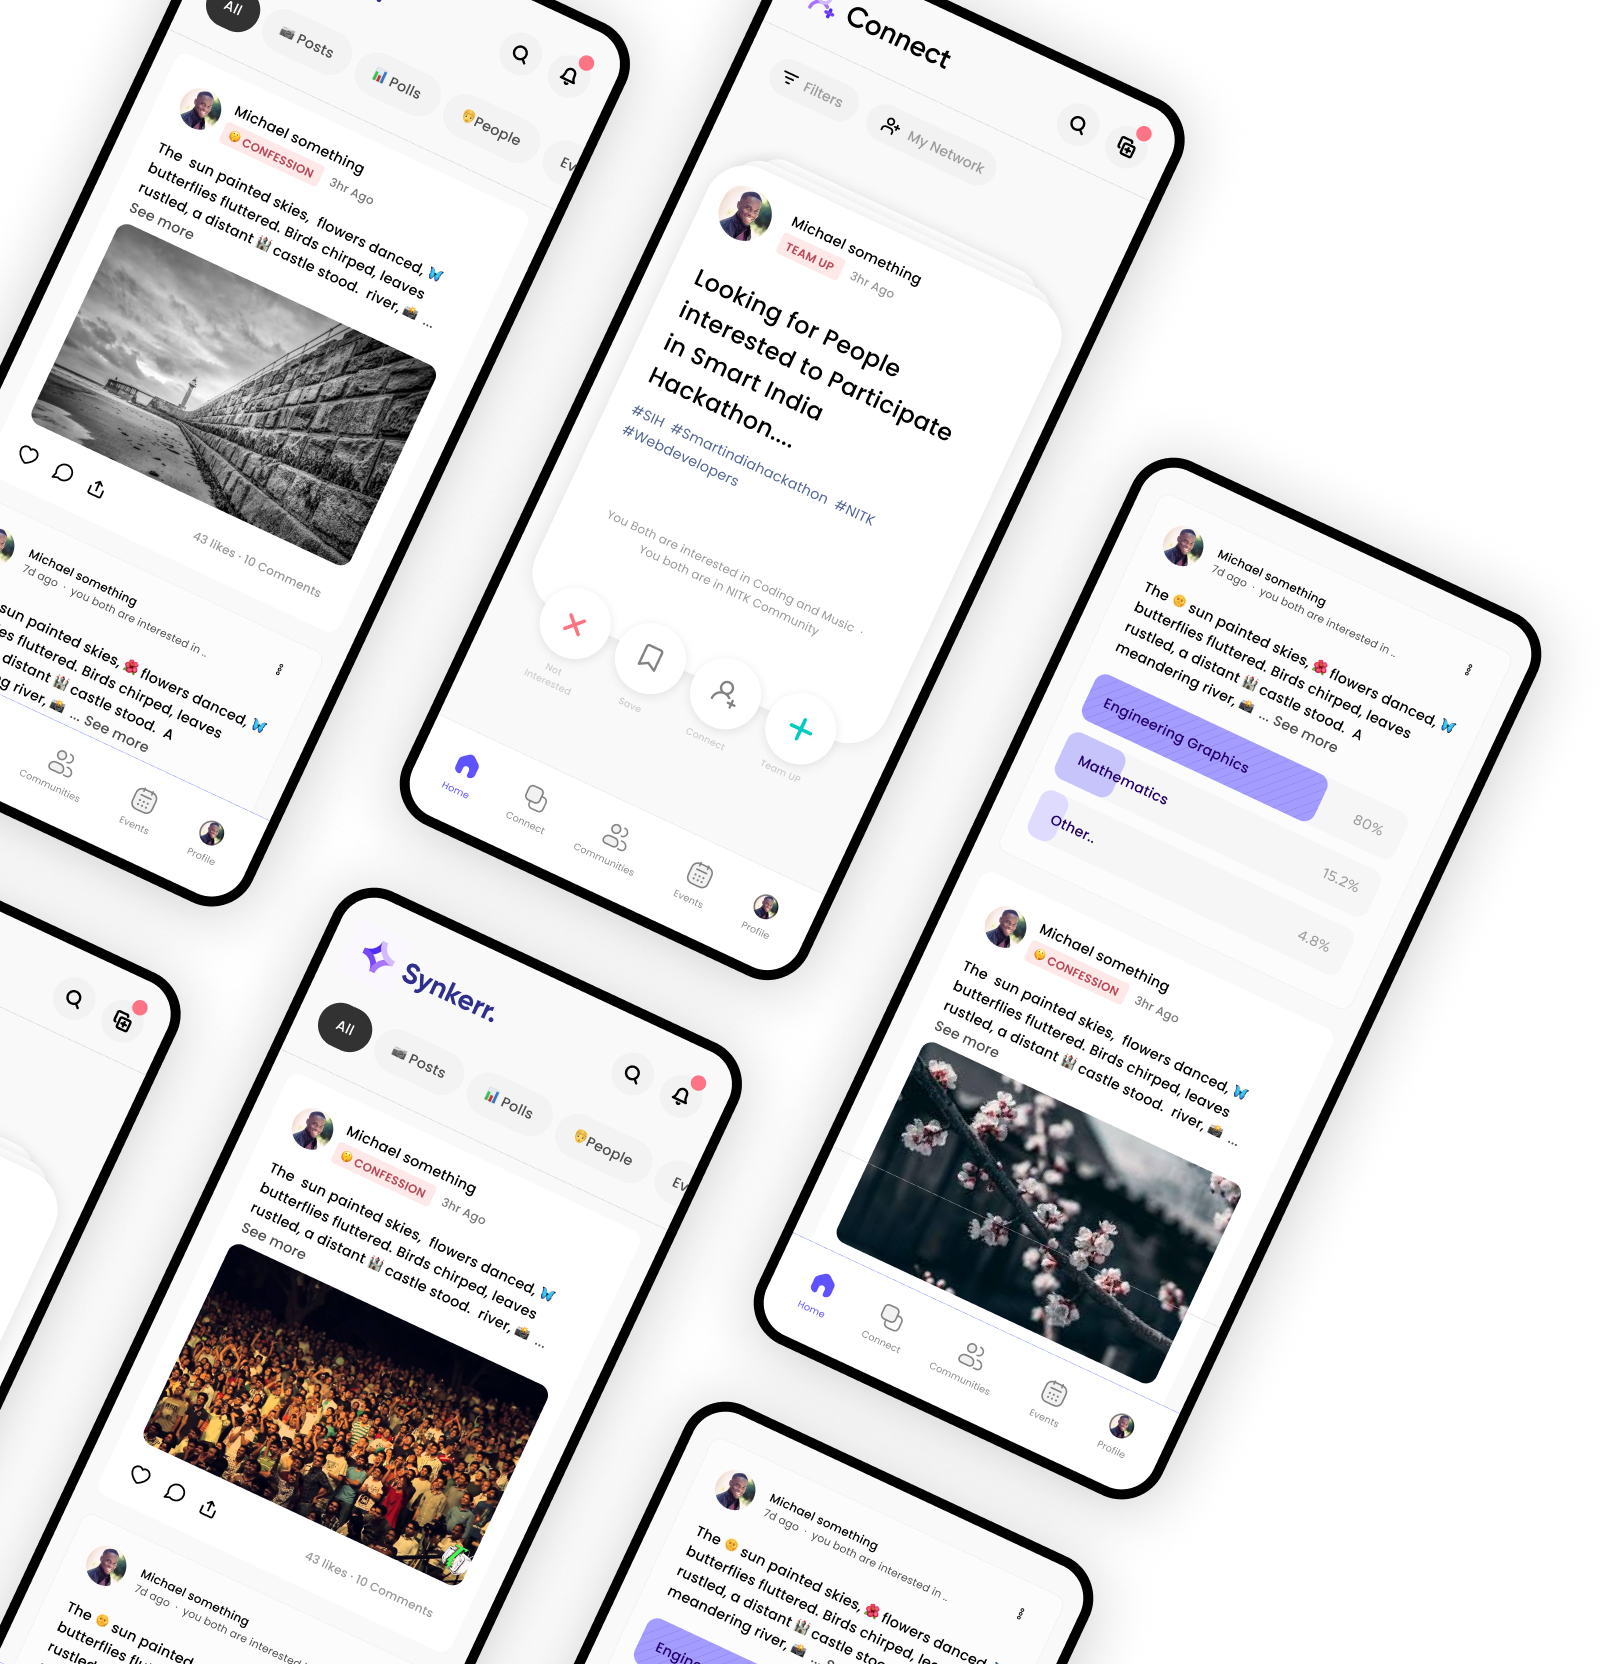 All
📷 Posts
📊 Polls
People
Ev
Michael something
🤔 CONFESSION
3hr Ago
The sun painted skies, flowers danced, 🦋
butterflies fluttered. Birds chirped, leaves
rustled, a distant 🏰 castle stood. river, 📸 ...
See more
43 likes · 10 Comments
Michael something
7d ago · you both are interested in ..
sun painted skies, 🌺 flowers danced, 🦋
es fluttered. Birds chirped, leaves
distant 🏰 castle stood. A
g river, 📸 ... See more
Communities
Events
Profile
Connect
Filters
My Network
Michael something
TEAM UP
3hr Ago
Looking for People
interested to Participate
in Smart India
Hackathon....
#SIH #Smartindiahackathon #NITK
#Webdevelopers
You Both are interested in Coding and Music ·
You both are in NITK Community
Not
Interested
Save
Connect
Team UP
Home
Connect
Communities
Events
Profile
Michael something
7d ago · you both are interested in ..
The 🌞 sun painted skies, 🌺 flowers danced, 🦋
butterflies fluttered. Birds chirped, leaves
rustled, a distant 🏰 castle stood. A
meandering river, 📸 ... See more
Engineering Graphics
80%
Mathematics
15.2%
Other..
4.8%
Michael something
🤔 CONFESSION
3hr Ago
The sun painted skies, flowers danced, 🦋
butterflies fluttered. Birds chirped, leaves
rustled, a distant 🏰 castle stood. river, 📸 ...
See more
Home
Connect
Communities
Events
Profile
Synkerr.
All
📷 Posts
📊 Polls
People
Ev
Michael something
🤔 CONFESSION
3hr Ago
The sun painted skies, flowers danced, 🦋
butterflies fluttered. Birds chirped, leaves
rustled, a distant 🏰 castle stood. river, 📸 ...
See more
43 likes · 10 Comments
Michael something
7d ago · you both are interested in
The 🌞 sun painted
butterflies flu
rustled
Michael something
7d ago · you both are interested in ..
The 🌞 sun painted skies, 🌺 flowers danced,
butterflies fluttered. Birds chirped, leaves
rustled, a distant 🏰 castle stood
meandering river, 📸 ... S
Engine